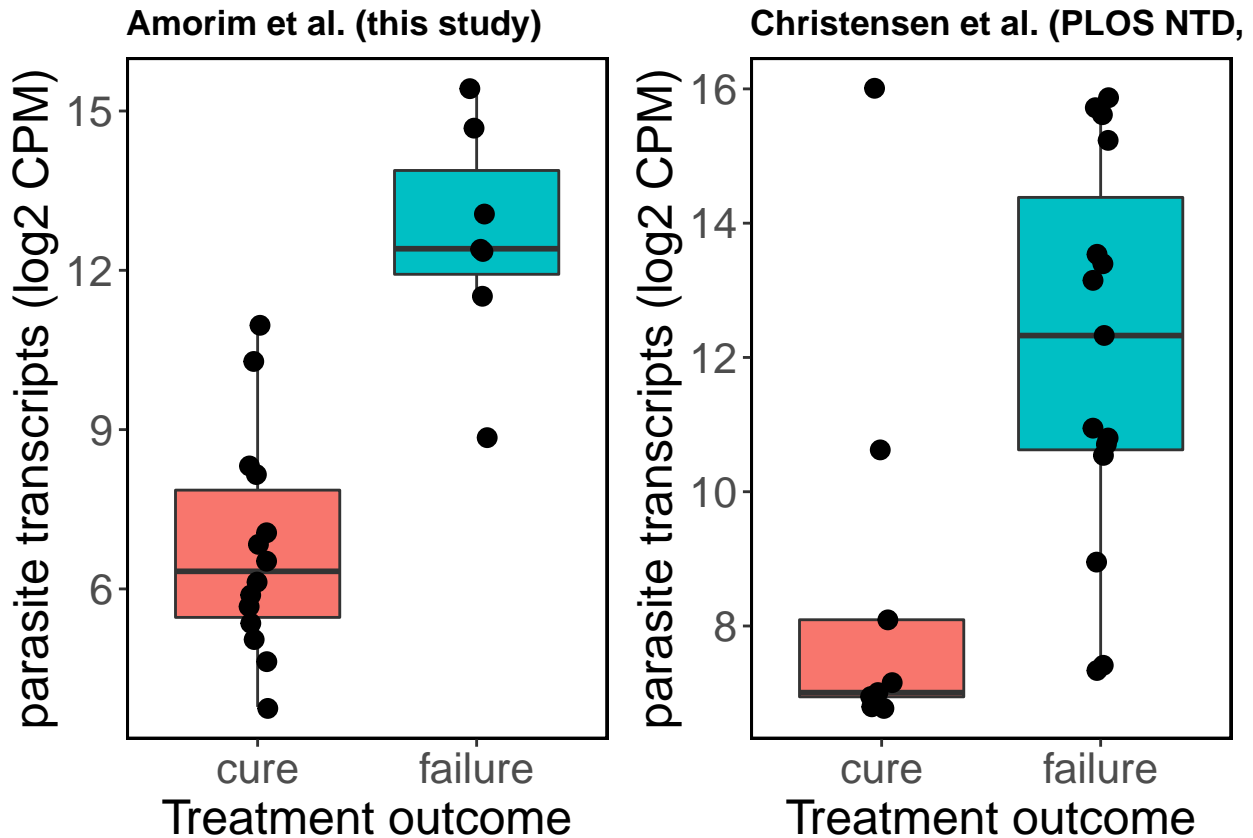 Amorim et al. (this study)
parasite transcripts (log2 CPM)
15
12
9
6
cure failure
Treatment outcome
Christensen et al. (PLOS NTD,
parasite transcripts (log2 CPM)
16
14
12
10
8
cure failure
Treatment outcome